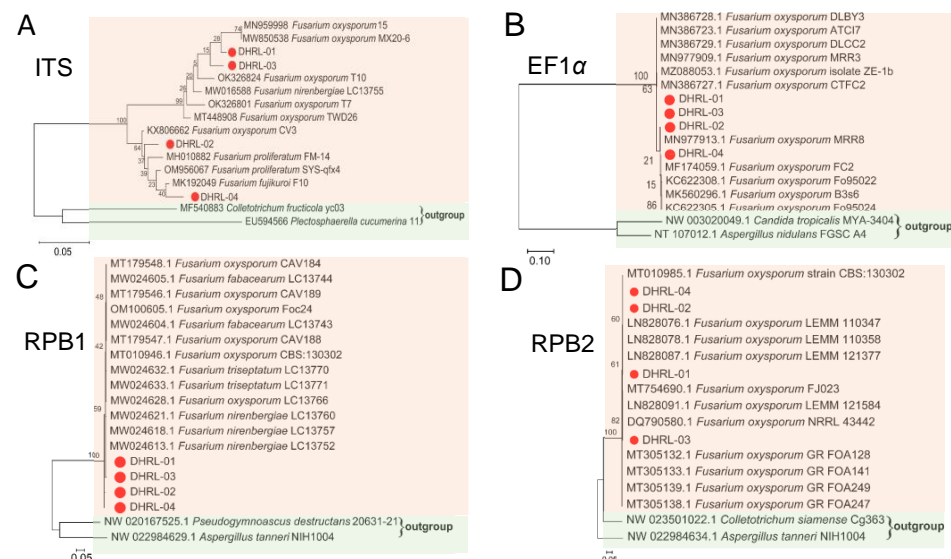 A
ITS
74
MN959998 Fusarium oxysporum15
MW850538 Fusarium oxysporum MX20-6
28
15
DHRL-01
DHRL-03
5
OK326824 Fusarium oxysporum T10
20
MW016588 Fusarium nirenbergiae LC13755
99
OK326801 Fusarium oxysporum T7
MT448908 Fusarium oxysporum TWD26
100
KX806662 Fusarium oxysporum CV3
64
DHRL-02
37
MH010882 Fusarium proliferatum FM-14
OM956067 Fusarium proliferatum SYS-qfx4
23
MK192049 Fusarium fujikuroi F10
40
DHRL-04
MF540883 Colletotrichum fructicola yc03
EU594566 Plectosphaerella cucumerina 11
outgroup
0.05
B
EF1α
MN386728.1 Fusarium oxysporum DLBY3
MN386723.1 Fusarium oxysporum ATCI7
MN386729.1 Fusarium oxysporum DLCC2
MN977909.1 Fusarium oxysporum MRR3
MZ088053.1 Fusarium oxysporum isolate ZE-1b
100
MN386727.1 Fusarium oxysporum CTFC2
63
DHRL-01
DHRL-03
DHRL-02
MN977913.1 Fusarium oxysporum MRR8
DHRL-04
21
MF174059.1 Fusarium oxysporum FC2
15
KC622308.1 Fusarium oxysporum Fo95022
MK560296.1 Fusarium oxysporum B3s6
86
KC622305.1 Fusarium oxysporum Fo95024
NW 003020049.1 Candida tropicalis MYA-3404
NT 107012.1 Aspergillus nidulans FGSC A4
outgroup
0.10
C
RPB1
MT179548.1 Fusarium oxysporum CAV184
MW024605.1 Fusarium fabacearum LC13744
48
MT179546.1 Fusarium oxysporum CAV189
OM100605.1 Fusarium oxysporum Foc24
MW024604.1 Fusarium fabacearum LC13743
42
MT179547.1 Fusarium oxysporum CAV188
MT010946.1 Fusarium oxysporum CBS:130302
MW024632.1 Fusarium triseptatum LC13770
MW024633.1 Fusarium triseptatum LC13771
MW024628.1 Fusarium oxysporum LC13766
59
MW024621.1 Fusarium nirenbergiae LC13760
MW024618.1 Fusarium nirenbergiae LC13757
MW024613.1 Fusarium nirenbergiae LC13752
100
DHRL-01
DHRL-03
DHRL-02
DHRL-04
NW 020167525.1 Pseudogymnoascus destructans 20631-21
NW 022984629.1 Aspergillus tanneri NIH1004
outgroup
0.05
D
RPB2
MT010985.1 Fusarium oxysporum strain CBS:130302
DHRL-04
DHRL-02
60
LN828076.1 Fusarium oxysporum LEMM 110347
LN828078.1 Fusarium oxysporum LEMM 110358
LN828087.1 Fusarium oxysporum LEMM 121377
61
DHRL-01
MT754690.1 Fusarium oxysporum FJ023
LN828091.1 Fusarium oxysporum LEMM 121584
82
DQ790580.1 Fusarium oxysporum NRRL 43442
100
DHRL-03
MT305132.1 Fusarium oxysporum GR FOA128
MT305133.1 Fusarium oxysporum GR FOA141
MT305139.1 Fusarium oxysporum GR FOA249
MT305138.1 Fusarium oxysporum GR FOA247
NW 023501022.1 Colletotrichum siamense Cg363
NW 022984634.1 Aspergillus tanneri NIH1004
outgroup
0.05